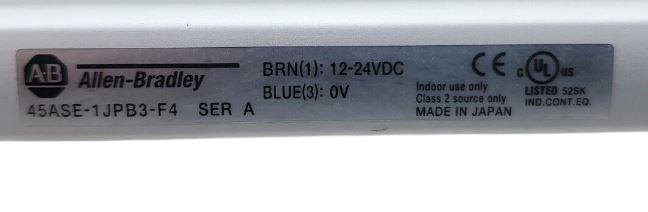 A-B Allen-Bradley
45ASE-1JPB3-F4 SER A
BRN(1): 12-24VDC
BLUE(3): 0V
Indoor use only
Class 2 source only
MADE IN JAPAN
CE c UL US
LISTED 52SK
IND.CONT.EQ.